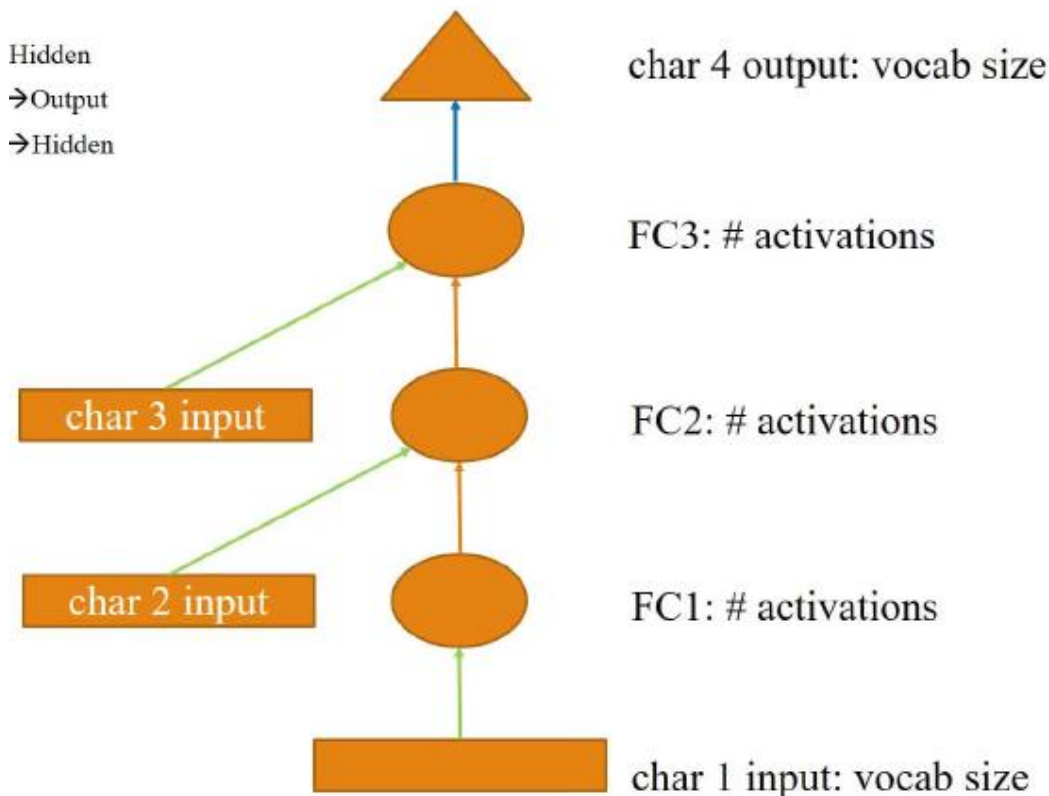 Hidden
→Output
→Hidden
char 4 output: vocab size
FC3: # activations
char 3 input
FC2: # activations
char 2 input
FC1: # activations
char 1 input: vocab size